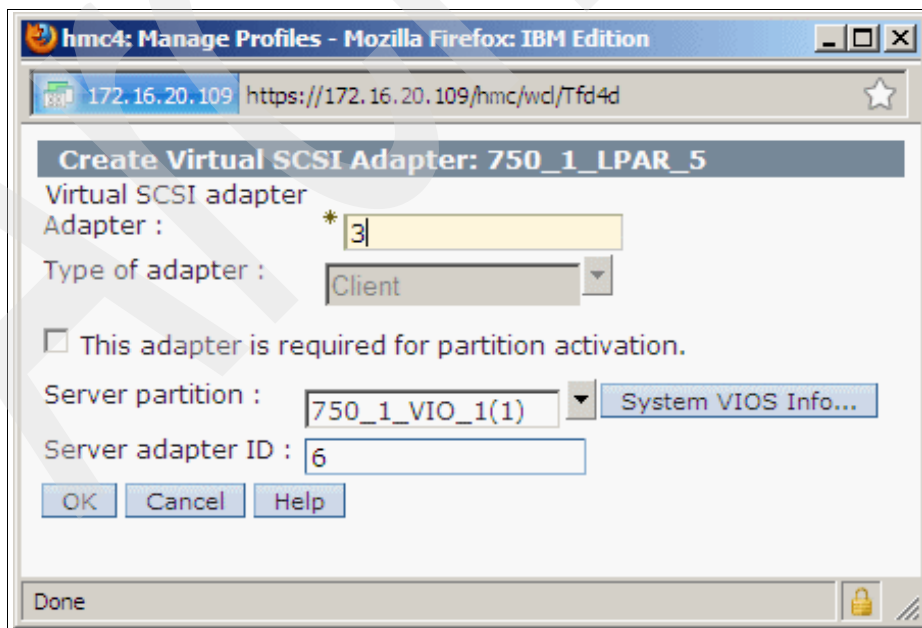 hmc4: Manage Profiles - Mozilla Firefox: IBM Edition
172.16.20.109 https://172.16.20.109/hmc/wcl/Tfd4d
Create Virtual SCSI Adapter: 750_1_LPAR_5
Virtual SCSI adapter
Adapter : * 3
Type of adapter : Client
This adapter is required for partition activation.
Server partition : 750_1_VIO_1(1) System VIOS Info...
Server adapter ID : 6
OK Cancel Help
Done